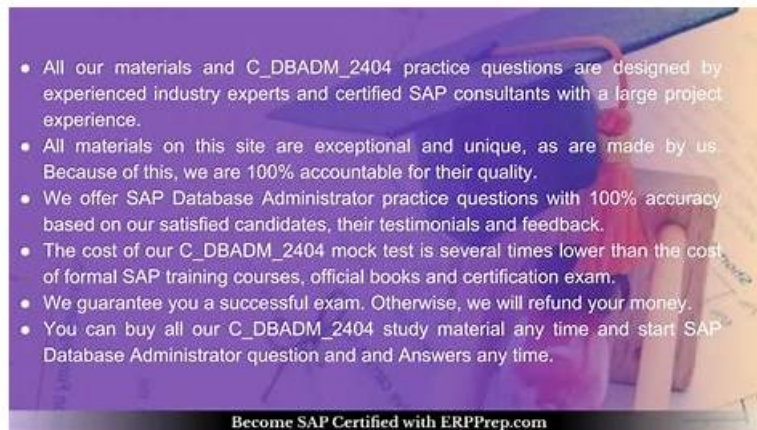 • All our materials and C_DBADM_2404 practice questions are designed by
experienced industry experts and certified SAP consultants with a large project
experience.
• All materials on this site are exceptional and unique, as are made by us.
Because of this, we are 100% accountable for their quality.
• We offer SAP Database Administrator practice questions with 100% accuracy
based on our satisfied candidates, their testimonials and feedback.
• The cost of our C_DBADM_2404 mock test is several times lower than the cost
of formal SAP training courses, official books and certification exam.
• We guarantee you a successful exam. Otherwise, we will refund your money.
• You can buy all our C_DBADM_2404 study material any time and start SAP
Database Administrator question and and Answers any time.
Become SAP Certified with ERPPrep.com